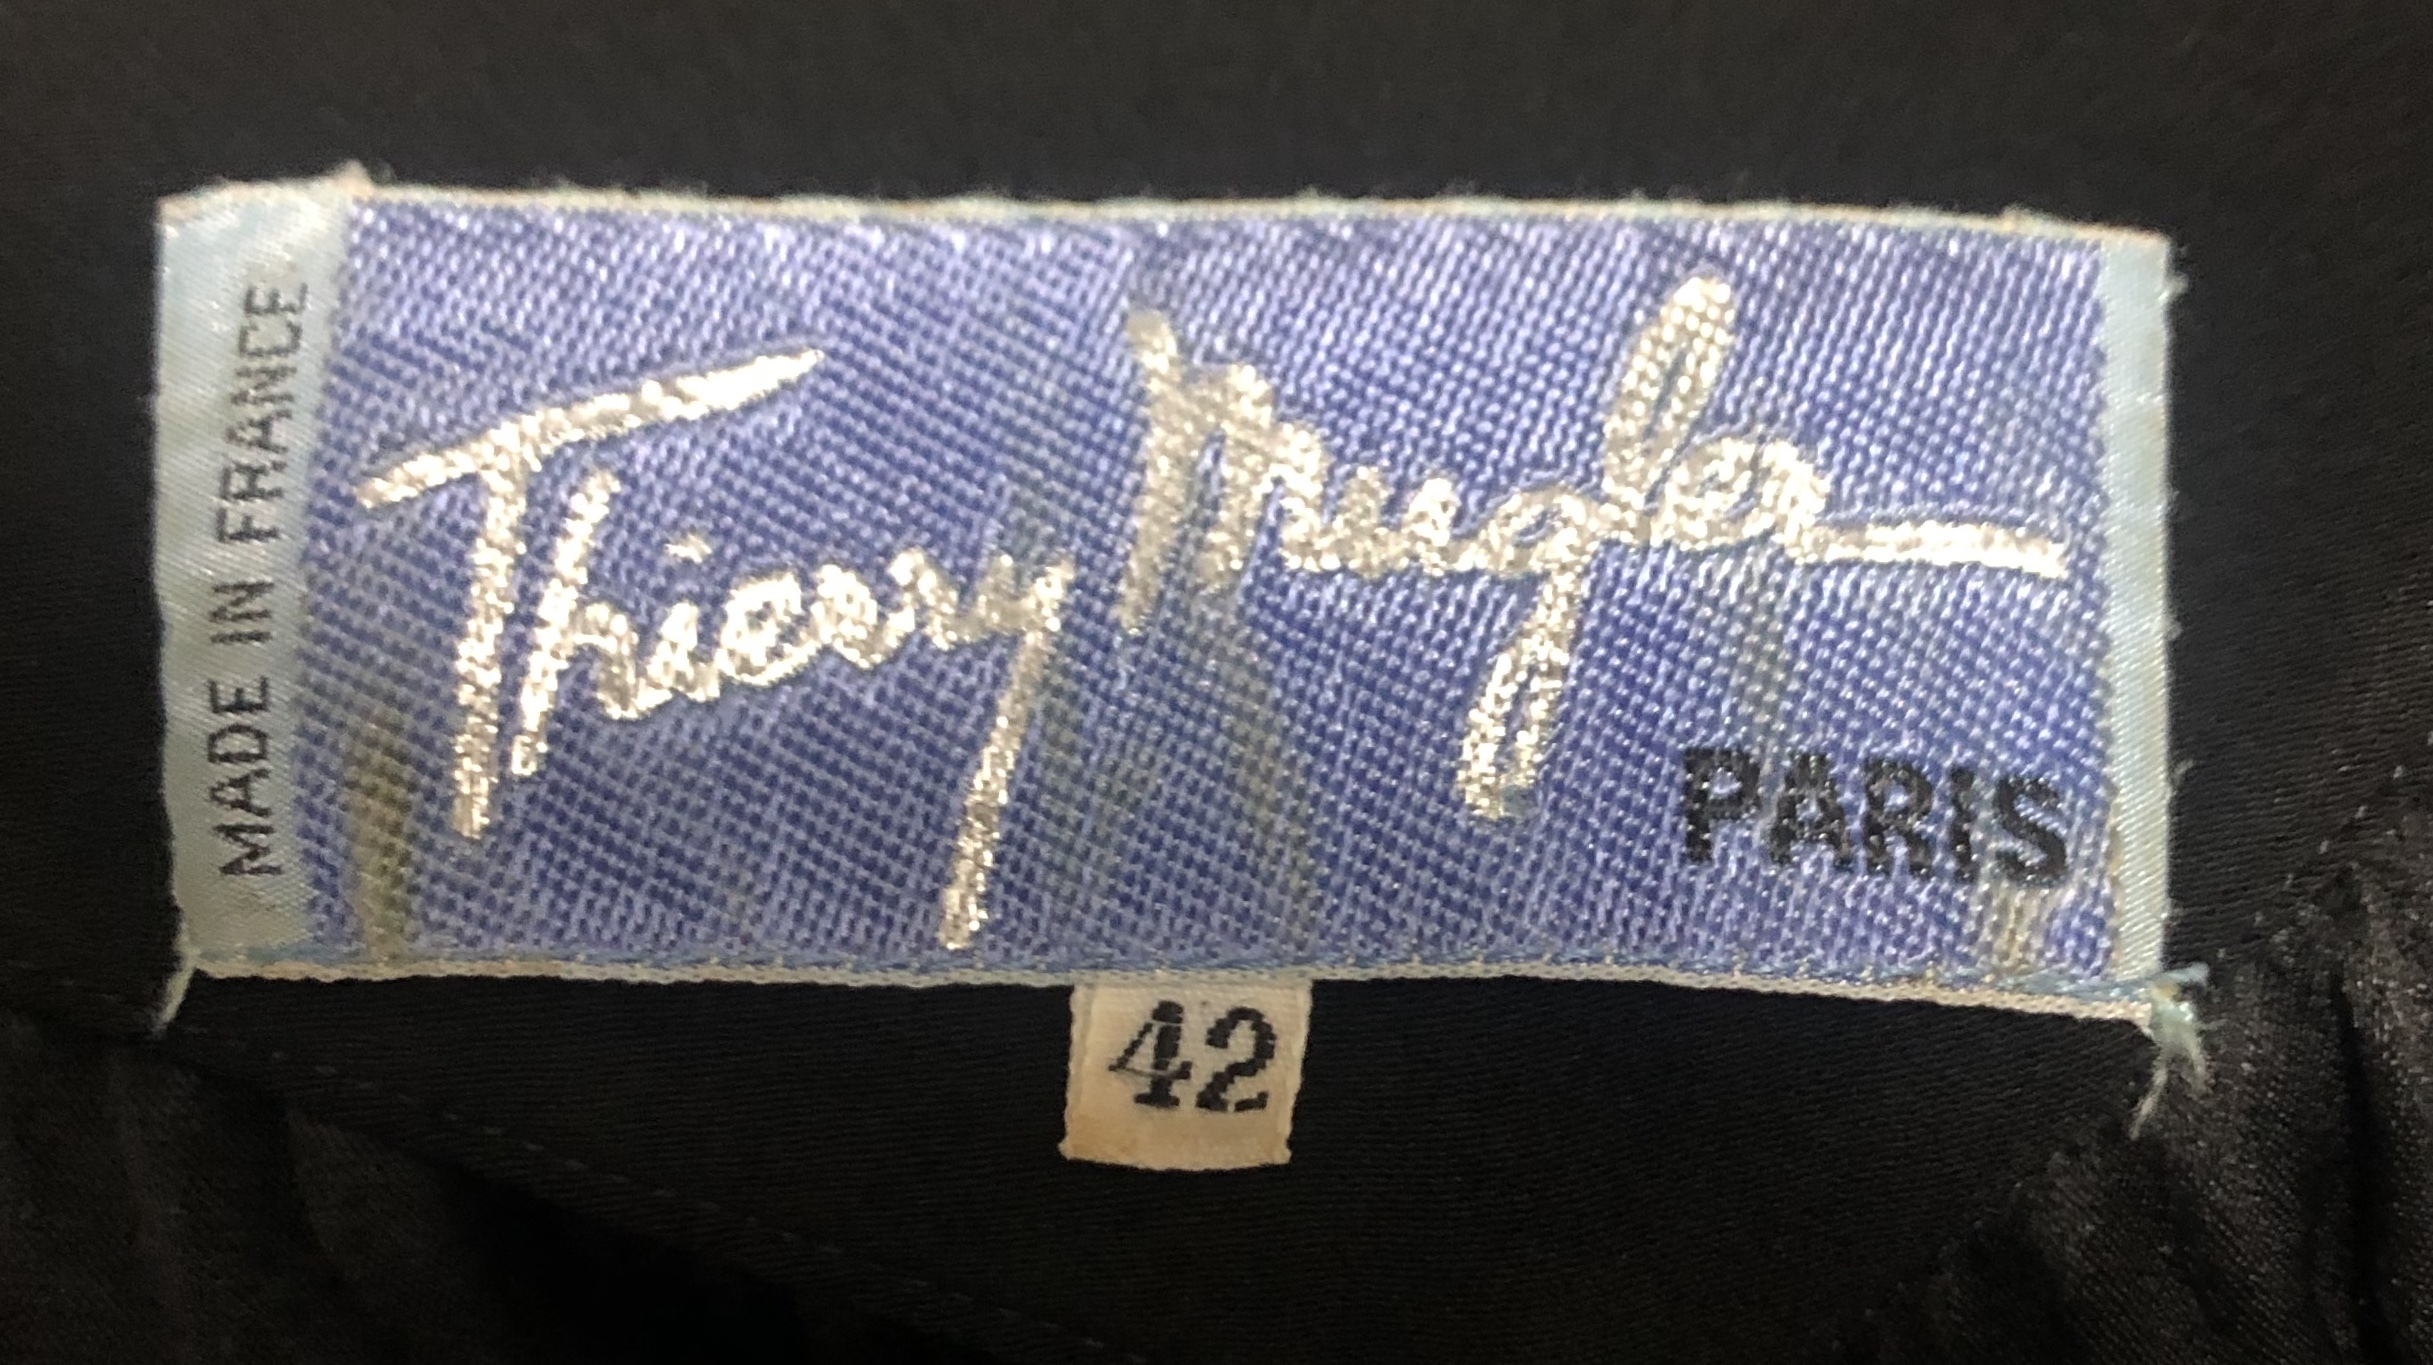 MADE IN FRANCE
Thierry Mugler
PARIS
42